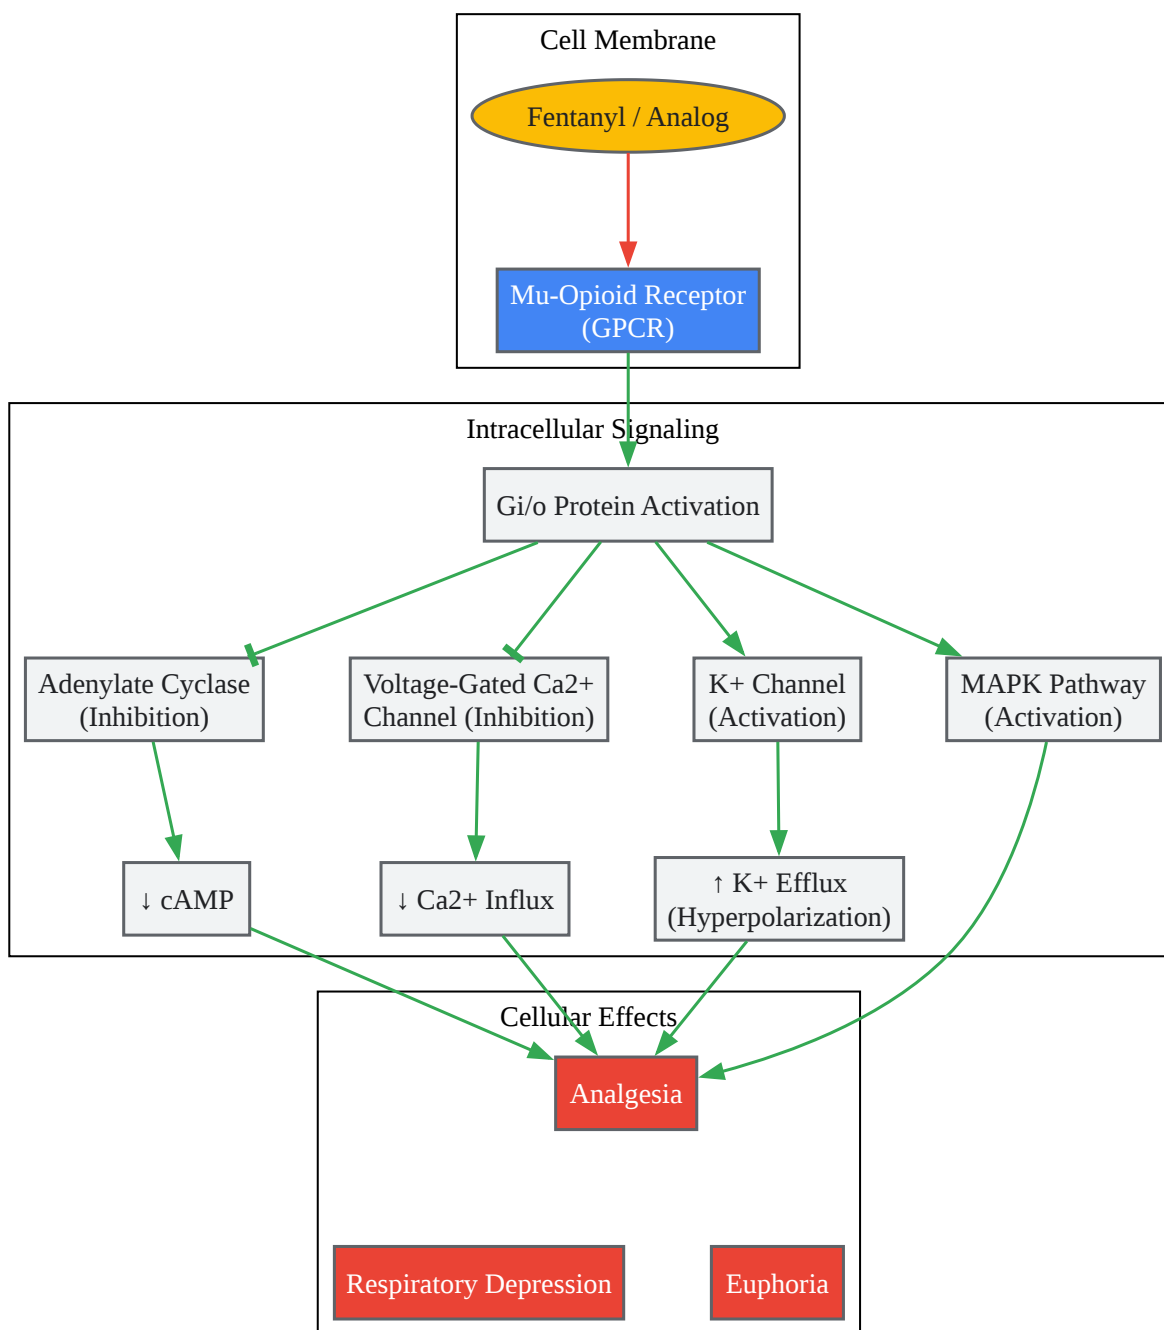 Cell Membrane
Fentanyl / Analog
Mu-Opioid Receptor
(GPCR)
Intracellular Signaling
Gi/o Protein Activation
Adenylate Cyclase
(Inhibition)
Voltage-Gated Ca2+
Channel (Inhibition)
K+ Channel
(Activation)
MAPK Pathway
(Activation)
↓ cAMP
↓ Ca2+ Influx
↑ K+ Efflux
(Hyperpolarization)
Cellular Effects
Analgesia
Respiratory Depression
Euphoria